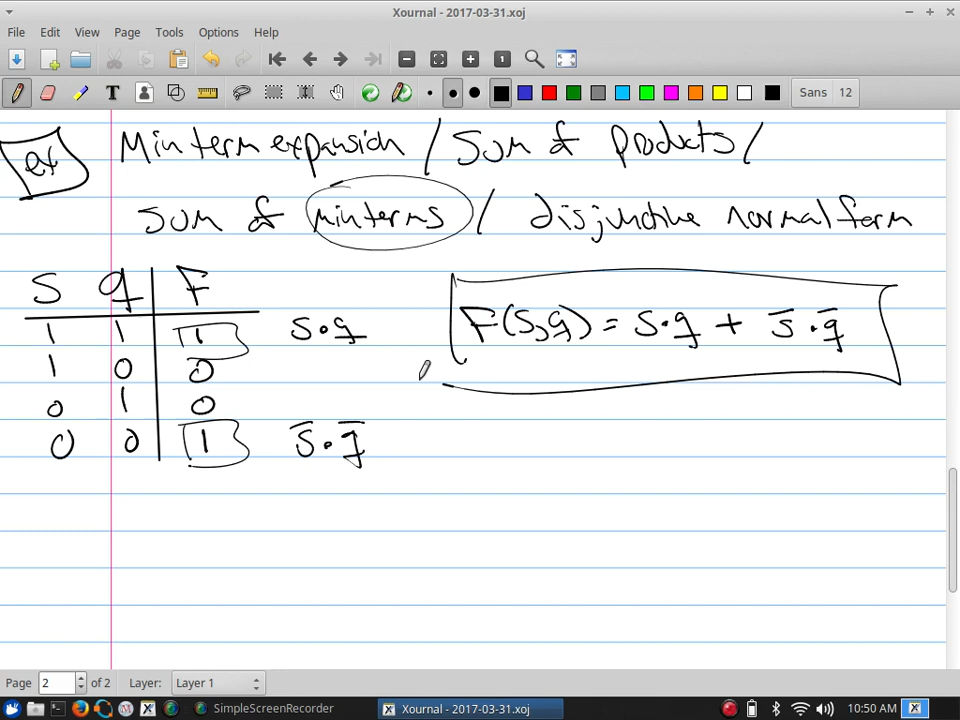 Xournal - 2017-03-31.xoj
File Edit View Page Tools Options Help
Sans 12
ex Minterm expansion / Sum of Products /
Sum of minterms / disjunctive normal form
s q F
1 1 1 s·q
1 0 0
0 1 0
0 0 1 s̅·q̅
F(s,q) = s·q + s̅·q̅
Page 2 of 2 Layer: Layer 1
SimpleScreenRecorder Xournal - 2017-03-31.xoj 10:50 AM